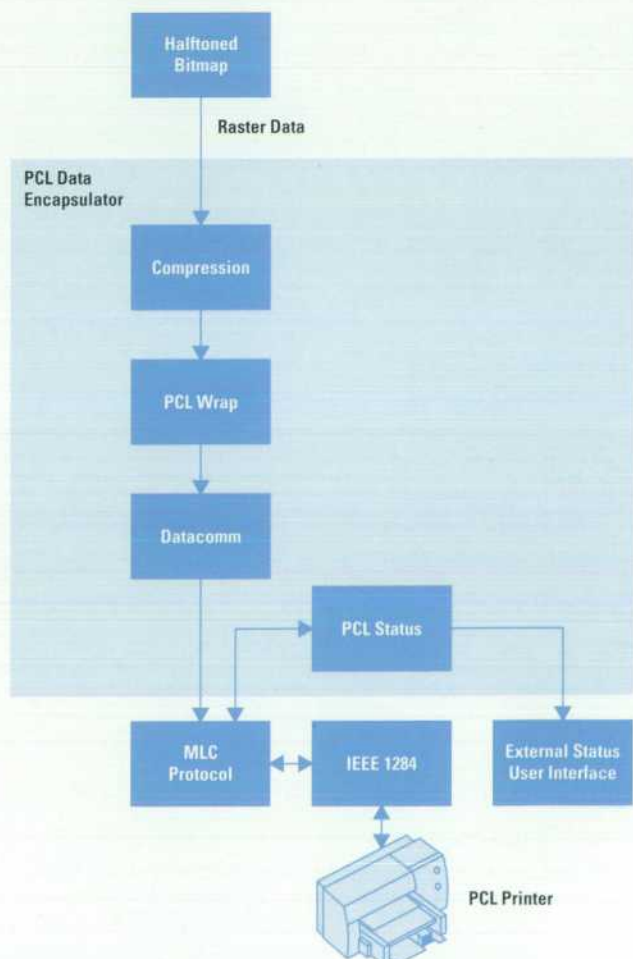 Halftoned
Bitmap
Raster Data
PCL Data
Encapsulator
Compression
PCL Wrap
Datacomm
PCL Status
MLC
Protocol
IEEE 1284
External Status
User Interface
PCL Printer